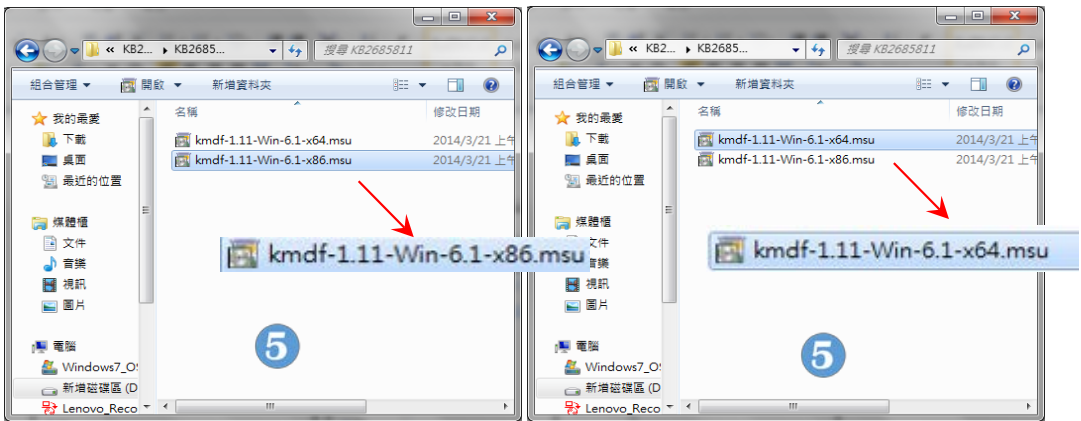 « KB2... ▸ KB2685...
搜尋 KB2685811
組合管理
開啟
新增資料夾
名稱
修改日期
我的最愛
下載
桌面
最近的位置
kmdf-1.11-Win-6.1-x64.msu 2014/3/21 上午
kmdf-1.11-Win-6.1-x86.msu 2014/3/21 上午
媒體櫃
文件
音樂
視訊
圖片
kmdf-1.11-Win-6.1-x86.msu
5
電腦
Windows7_O
新增磁碟區 (D
Lenovo_Reco
« KB2... ▸ KB2685...
搜尋 KB2685811
組合管理
開啟
新增資料夾
名稱
修改日期
我的最愛
下載
桌面
最近的位置
kmdf-1.11-Win-6.1-x64.msu 2014/3/21 上午
kmdf-1.11-Win-6.1-x86.msu 2014/3/21 上午
媒體櫃
文件
音樂
視訊
圖片
kmdf-1.11-Win-6.1-x64.msu
5
電腦
Windows7_O
新增磁碟區 (D
Lenovo_Reco